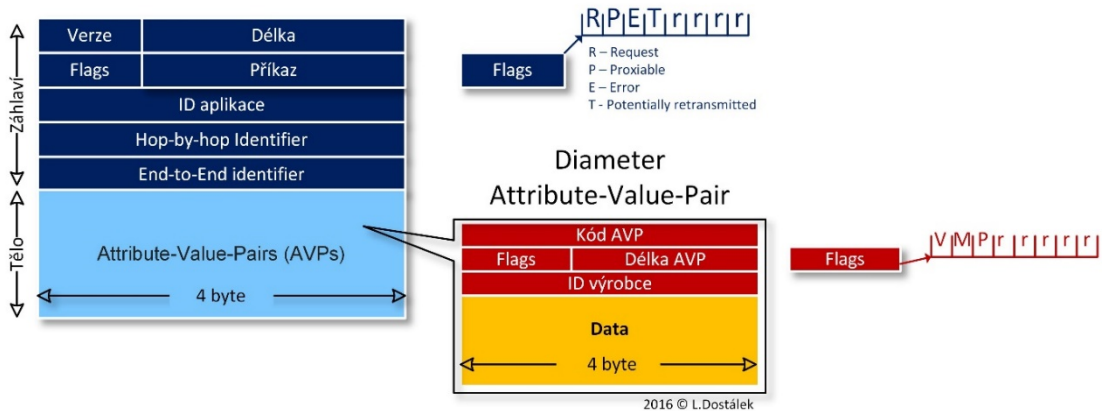 Záhlaví
Verze
Délka
Flags
Příkaz
ID aplikace
Hop-by-hop Identifier
End-to-End identifier
Tělo
Attribute-Value-Pairs (AVPs)
4 byte
Flags
R P E T r r r r
R – Request
P – Proxiable
E – Error
T - Potentially retransmitted
Diameter
Attribute-Value-Pair
Kód AVP
Flags
Délka AVP
ID výrobce
Data
4 byte
Flags
V M P r r r r r
2016 © L.Dostálek